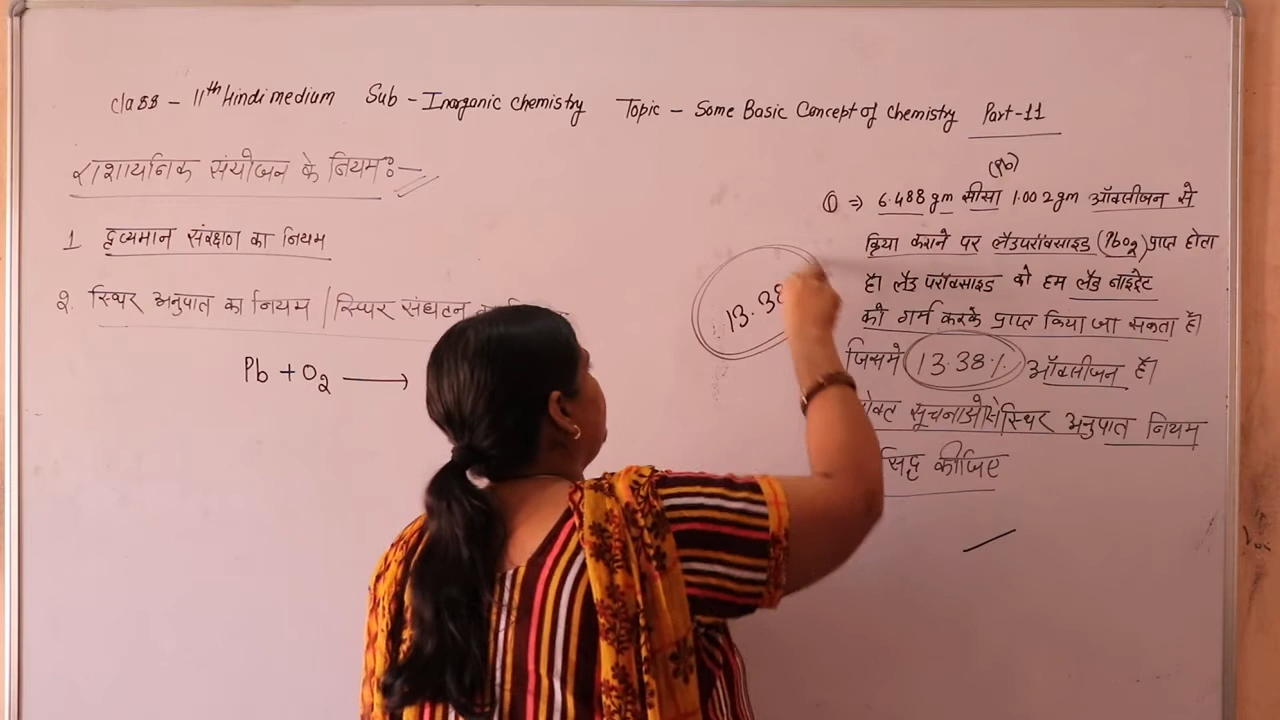 Class - 11th Hindi medium Sub - Inorganic Chemistry Topic - Some Basic Concept of Chemistry Part-11
राशार्यानिक संयोजन के नियम:-
1 द्रव्यमान संरक्षण का नियम
२. स्थिर अनुपात का नियम / स्थिर संघटन
Pb + O2 ⟶
13.38
(Pb)
① ⇒ 6.488 gm सीसा 1.002 gm ऑक्सीजन से
क्रिया कराने पर लैडपरॉक्साइड (PbO2) प्राप्त होता
है। लैड परॉक्साइड को हम लैड नाइट्रेट
को गर्म करके प्राप्त किया जा सकता है।
जिसमे 13.38% ऑक्सीजन है।
सूचनाओ से स्थिर अनुपात नियम
सिद्द कीजिए